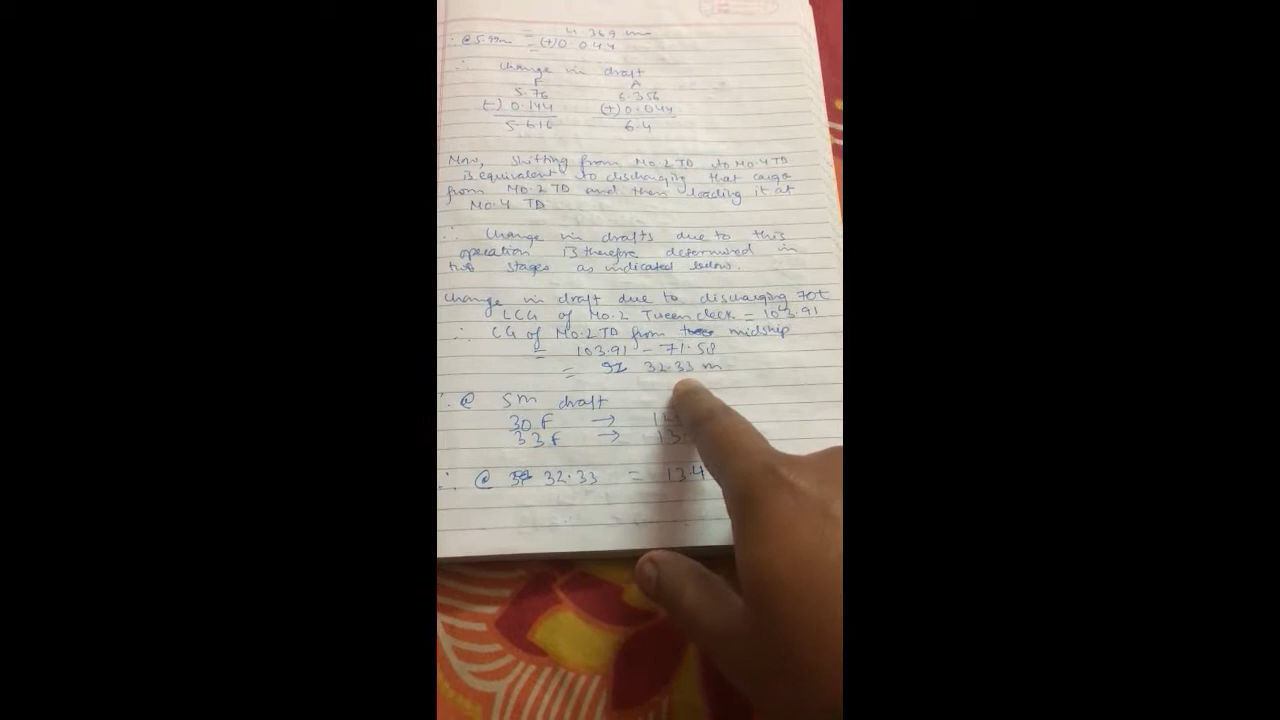 = 4.369 m
∴ @ 5.99m = (+)0.044
∴ Change in draft
F A
5.76 6.356
(-) 0.144 (+) 0.044
5.616 6.4
Now, shifting from No.2 TD to No.4 TD
is equivalent to discharging that cargo
from No.2 TD and then loading it at
No.4 TD
∴ Change in drafts due to this
operation is therefore determined in
two stages as indicated below.
Change in draft due to discharging 70t
LCG of No.2 Tween deck = 103.91
∴ CG of No.2 TD from midship
= 103.91 - 71.58
= 32.33 m
∴ @ 5m draft
30 F →
33 F →
∴ @ 32.33 = 13.4